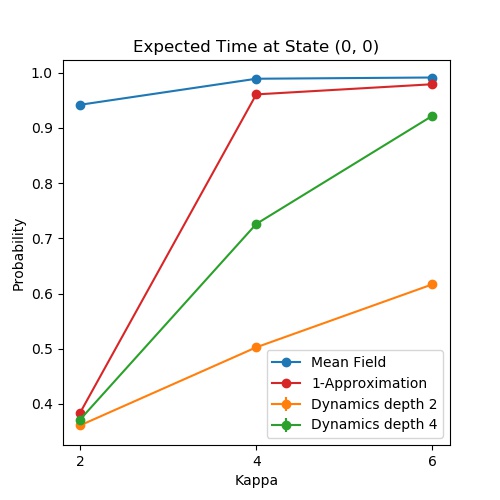 Expected Time at State (0, 0)
1.0
0.9
0.8
0.7
0.6
0.5
0.4
Probability
2
4
6
Kappa
Mean Field
1-Approximation
Dynamics depth 2
Dynamics depth 4